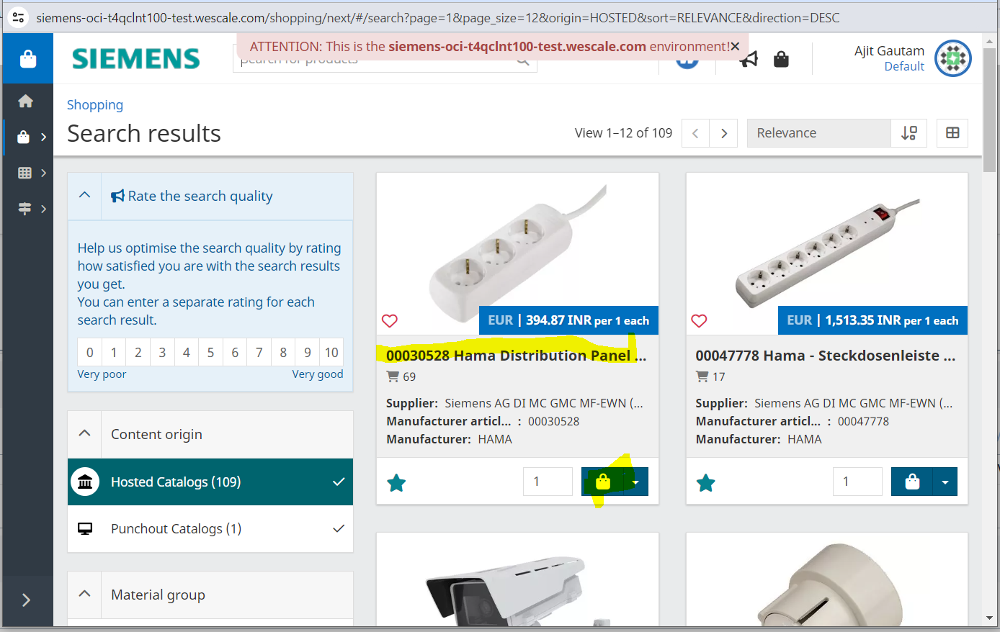 siemens-oci-t4qclnt100-test.wescale.com/shopping/next/#/search?page=1&page_size=12&origin=HOSTED&sort=RELEVANCE&direction=DESC
ATTENTION: This is the siemens-oci-t4qclnt100-test.wescale.com environment!
SIEMENS
Search for products
Ajit Gautam
Default
Shopping
Search results
View 1–12 of 109
Relevance
Rate the search quality
Help us optimise the search quality by rating
how satisfied you are with the search results
you get.
You can enter a separate rating for each
search result.
0 1 2 3 4 5 6 7 8 9 10
Very poor Very good
Content origin
Hosted Catalogs (109)
Punchout Catalogs (1)
Material group
EUR | 394.87 INR per 1 each
00030528 Hama Distribution Panel ...
69
Supplier: Siemens AG DI MC GMC MF-EWN (...
Manufacturer articl... : 00030528
Manufacturer: HAMA
1
EUR | 1,513.35 INR per 1 each
00047778 Hama - Steckdosenleiste ...
17
Supplier: Siemens AG DI MC GMC MF-EWN (...
Manufacturer articl... : 00047778
Manufacturer: HAMA
1